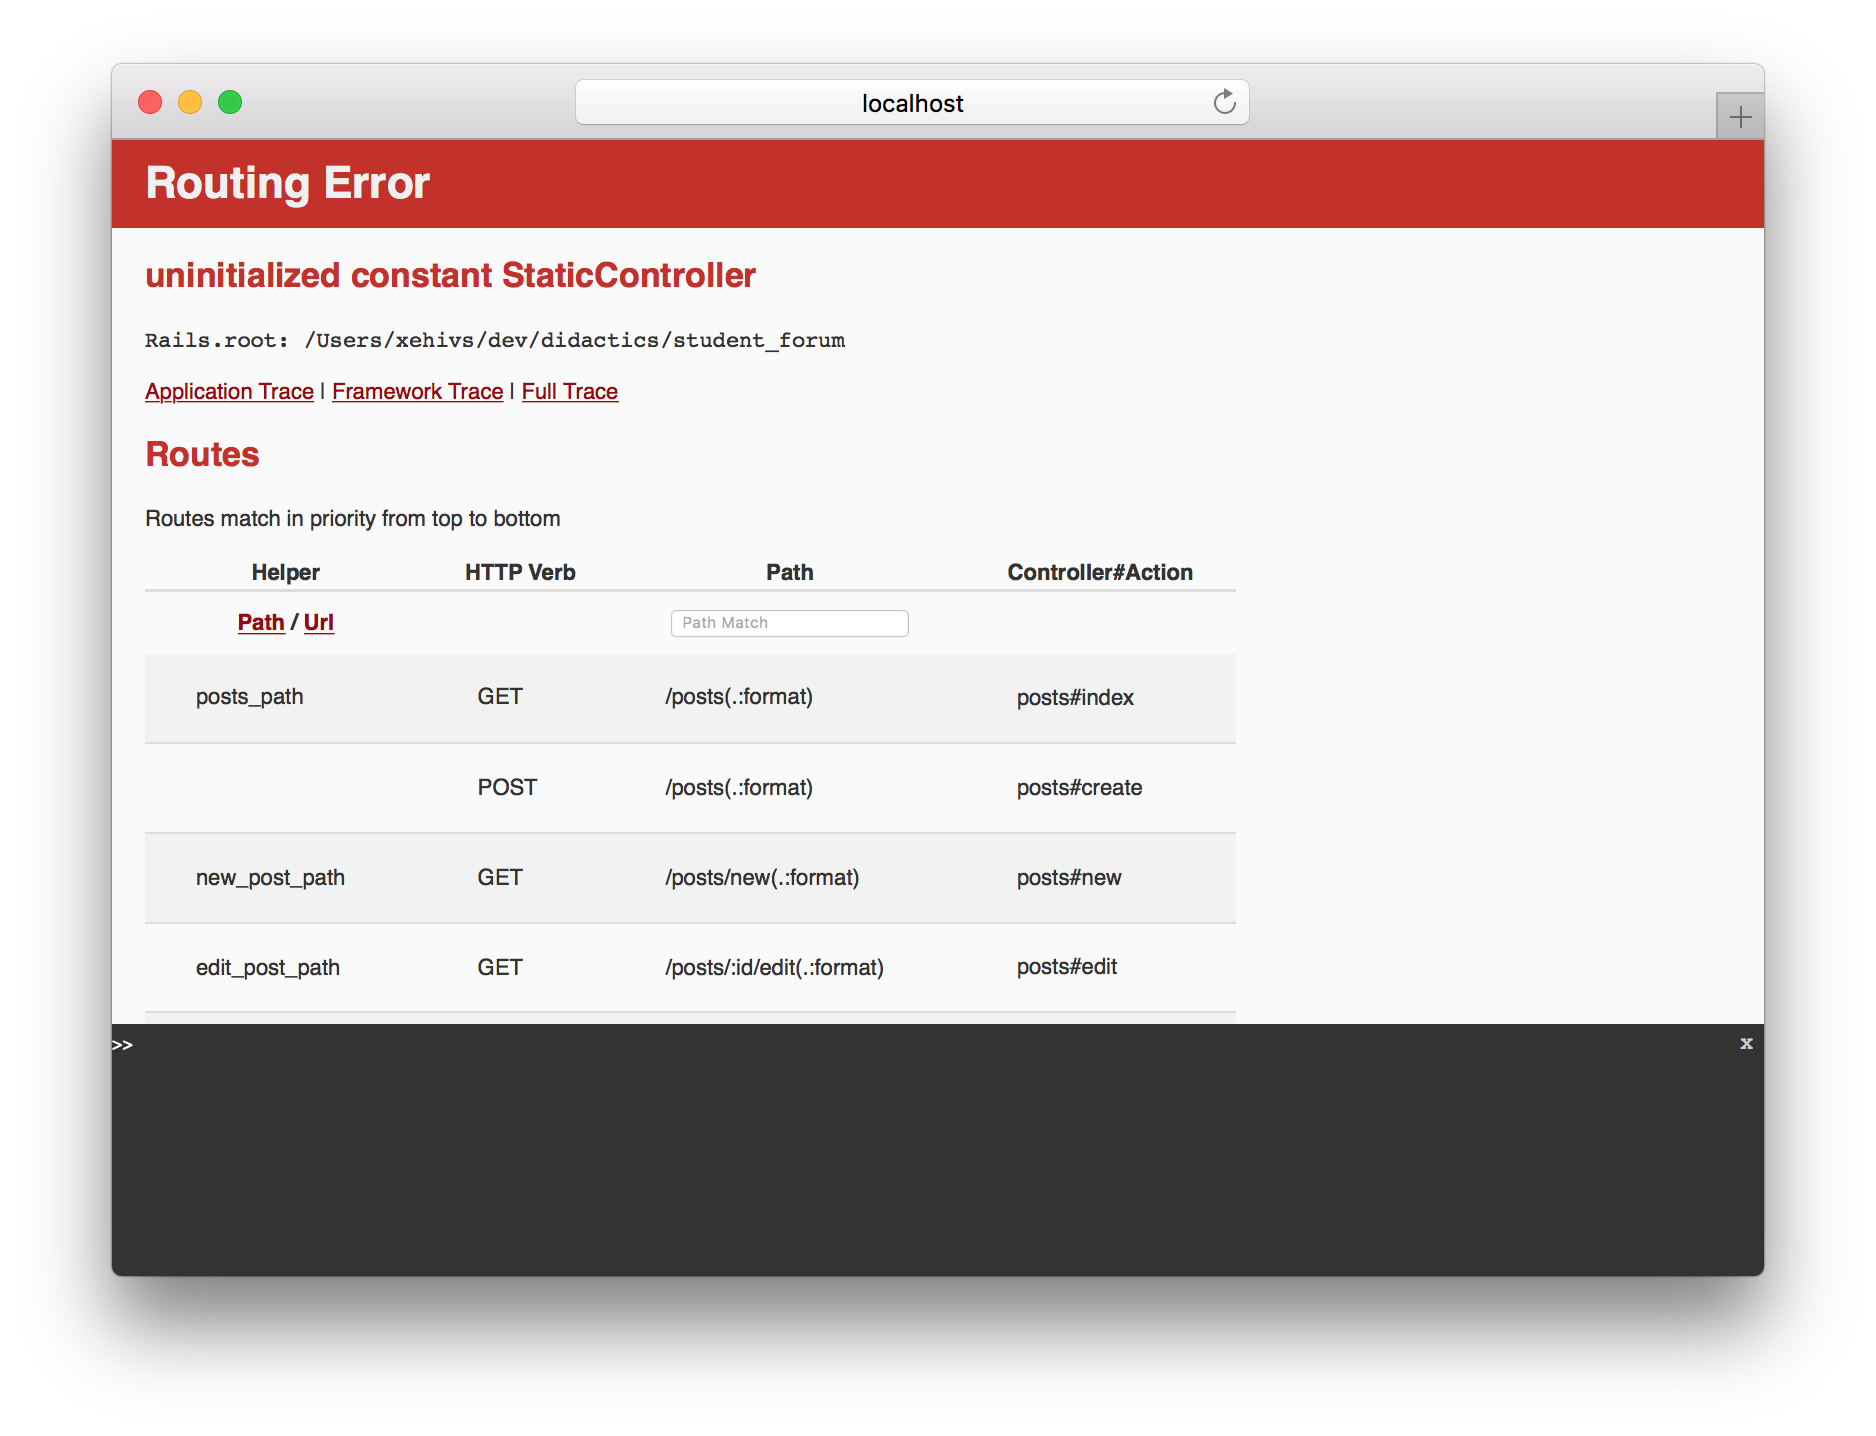 localhost
Routing Error
uninitialized constant StaticController
Rails.root: /Users/xehivs/dev/didactics/student_forum
Application Trace | Framework Trace | Full Trace
Routes
Routes match in priority from top to bottom
Helper HTTP Verb Path Controller#Action
Path / Url Path Match
posts_path GET /posts(.:format) posts#index
POST /posts(.:format) posts#create
new_post_path GET /posts/new(.:format) posts#new
edit_post_path GET /posts/:id/edit(.:format) posts#edit
>> x